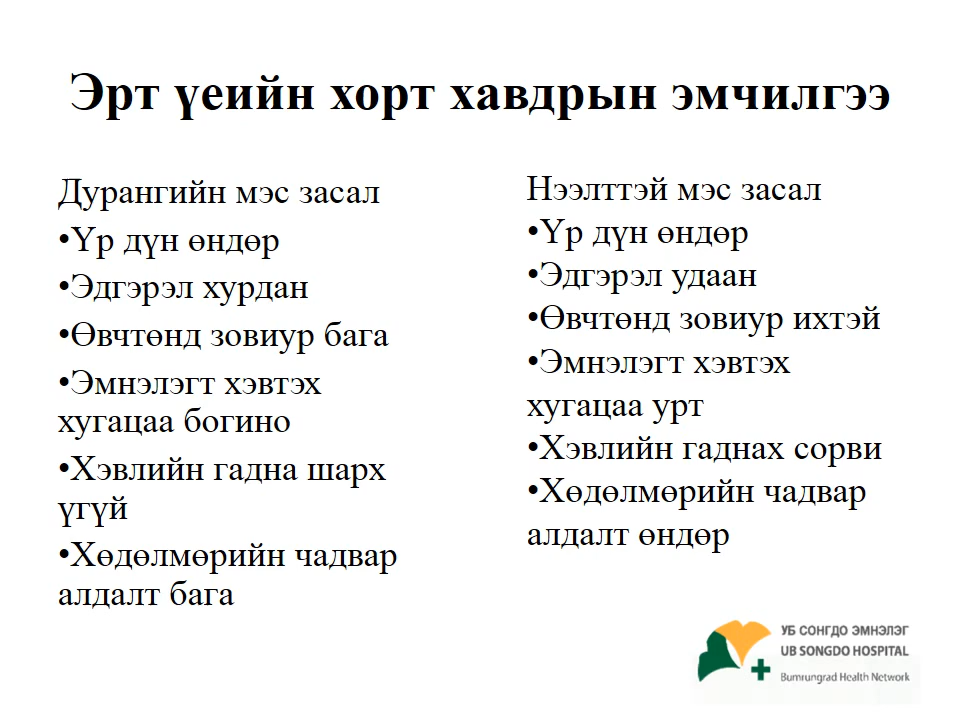 Эрт үеийн хорт хавдрын эмчилгээ
Дурангийн мэс засал
•Үр дүн өндөр
•Эдгэрэл хурдан
•Өвчтөнд зовиур бага
•Эмнэлэгт хэвтэх
хугацаа богино
•Хэвлийн гадна шарх
үгүй
•Хөдөлмөрийн чадвар
алдалт бага
Нээлттэй мэс засал
•Үр дүн өндөр
•Эдгэрэл удаан
•Өвчтөнд зовиур ихтэй
•Эмнэлэгт хэвтэх
хугацаа урт
•Хэвлийн гаднах сорви
•Хөдөлмөрийн чадвар
алдалт өндөр
УБ СОНГДО ЭМНЭЛЭГ
UB SONGDO HOSPITAL
Bumrungrad Health Network